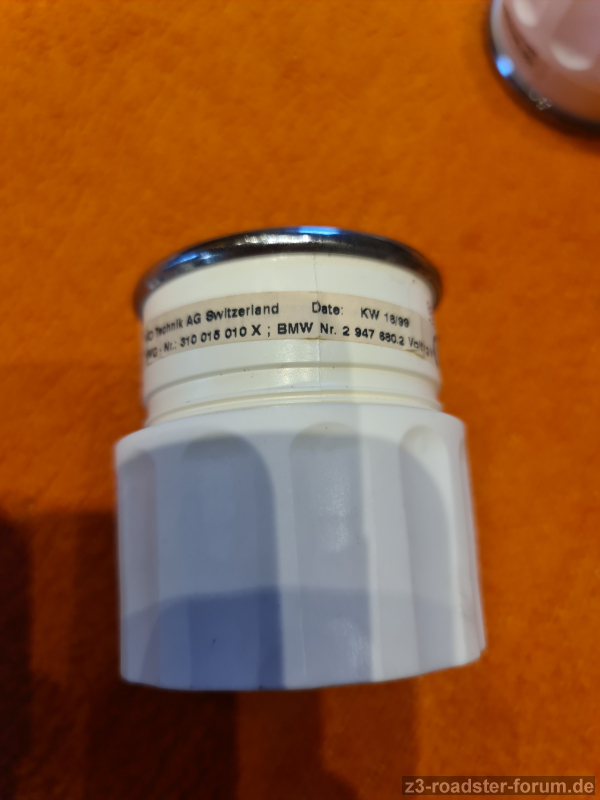 Technik AG Switzerland Date: KW 18/99
Nr.: 310 015 010 X ; BMW Nr. 2 947 680.2
z3-roadster-forum.de